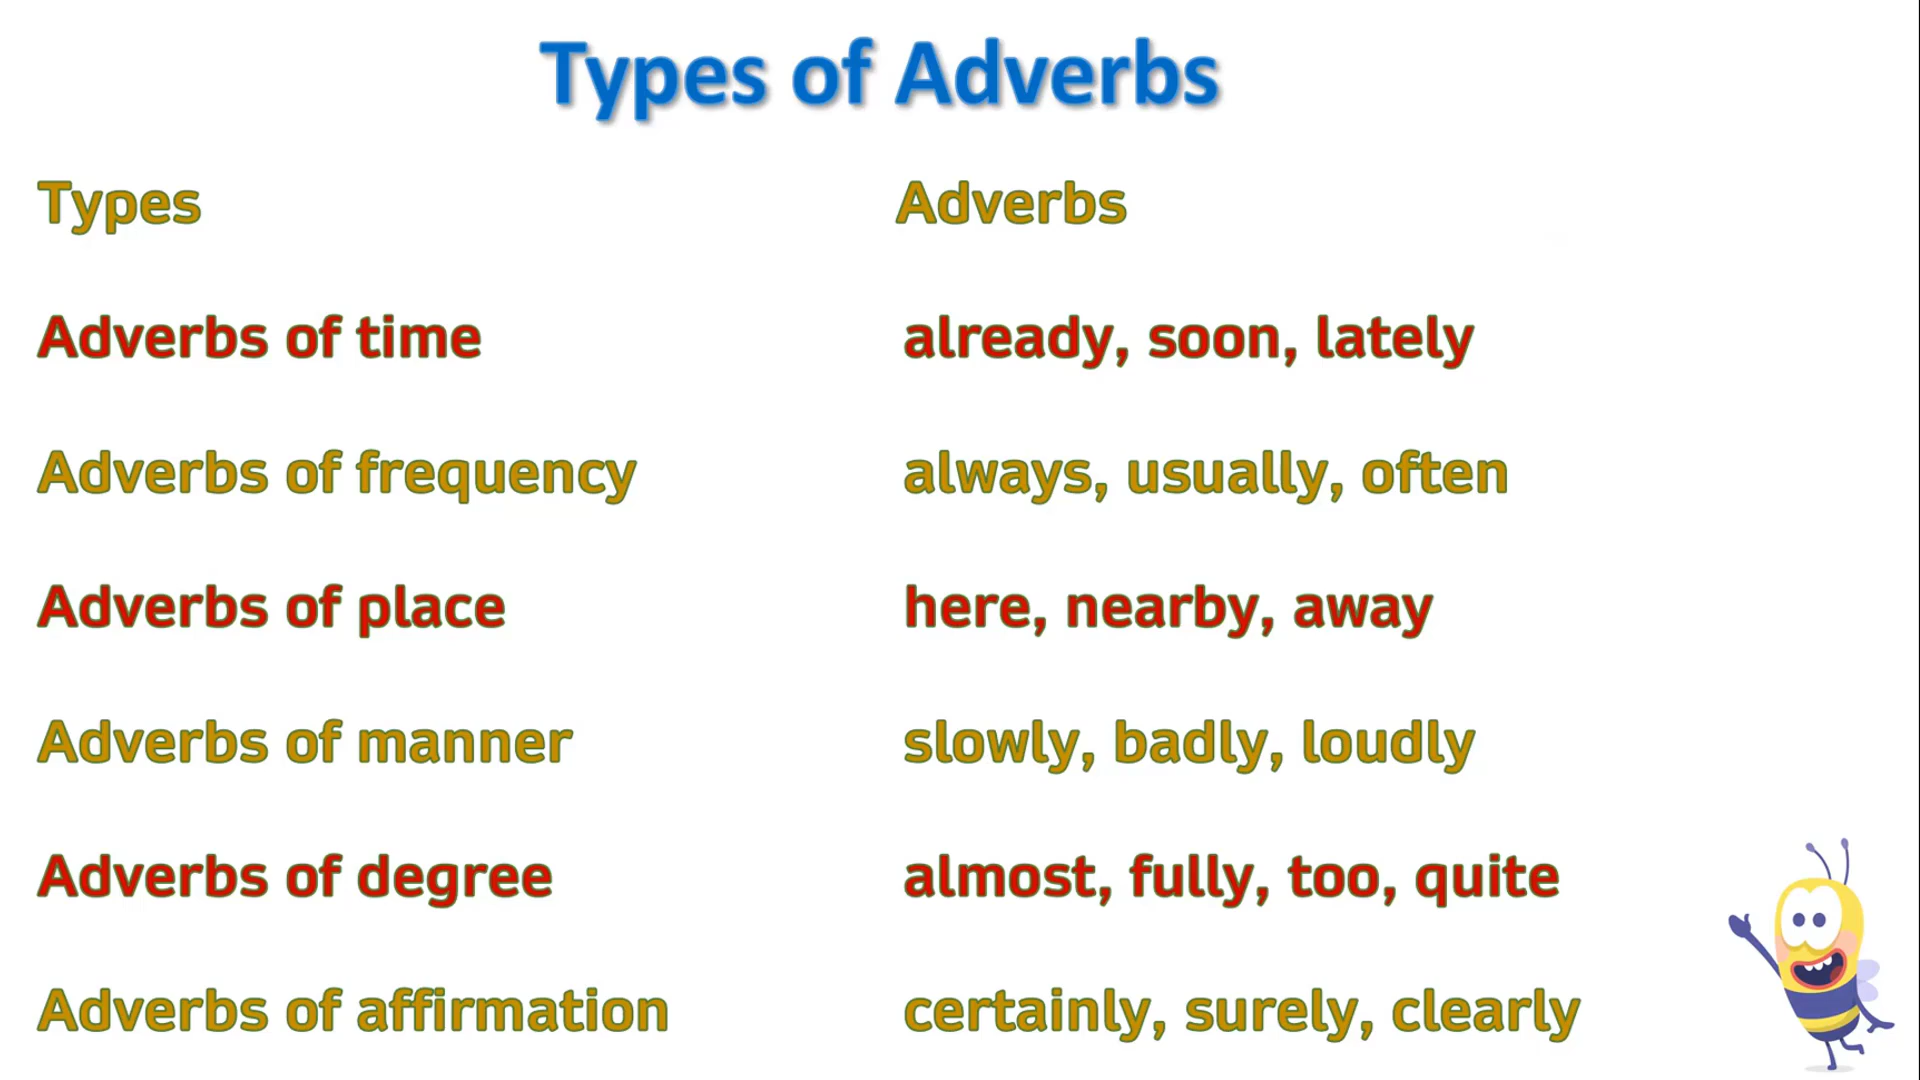 Types of Adverbs
Types Adverbs
Adverbs of time already, soon, lately
Adverbs of frequency always, usually, often
Adverbs of place here, nearby, away
Adverbs of manner slowly, badly, loudly
Adverbs of degree almost, fully, too, quite
Adverbs of affirmation certainly, surely, clearly